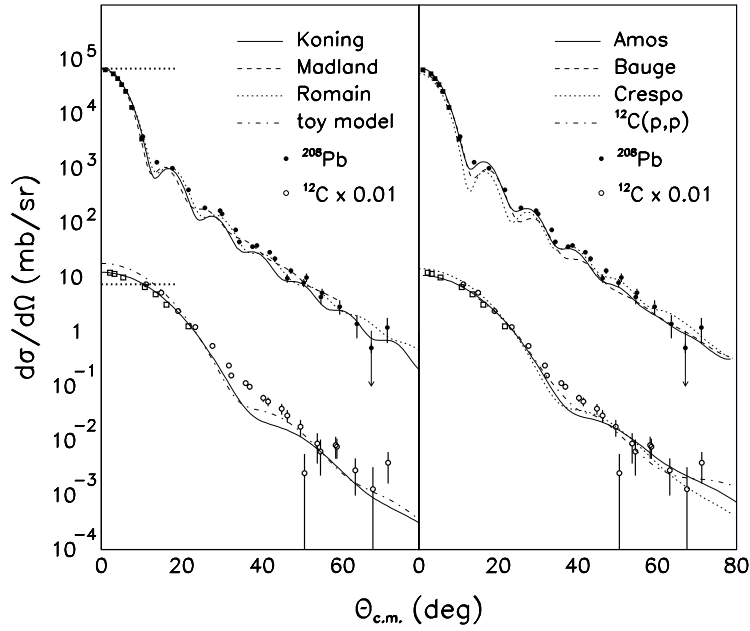 dσ/dΩ (mb/sr)
10⁵
10⁴
10³
10²
10
1
10⁻¹
10⁻²
10⁻³
10⁻⁴
Koning
Madland
Romain
toy model
²⁰⁸Pb
¹²C x 0.01
Amos
Bauge
Crespo
¹²C(p,p)
²⁰⁸Pb
¹²C x 0.01
0 20 40 60 0 20 40 60 80
Θc.m. (deg)